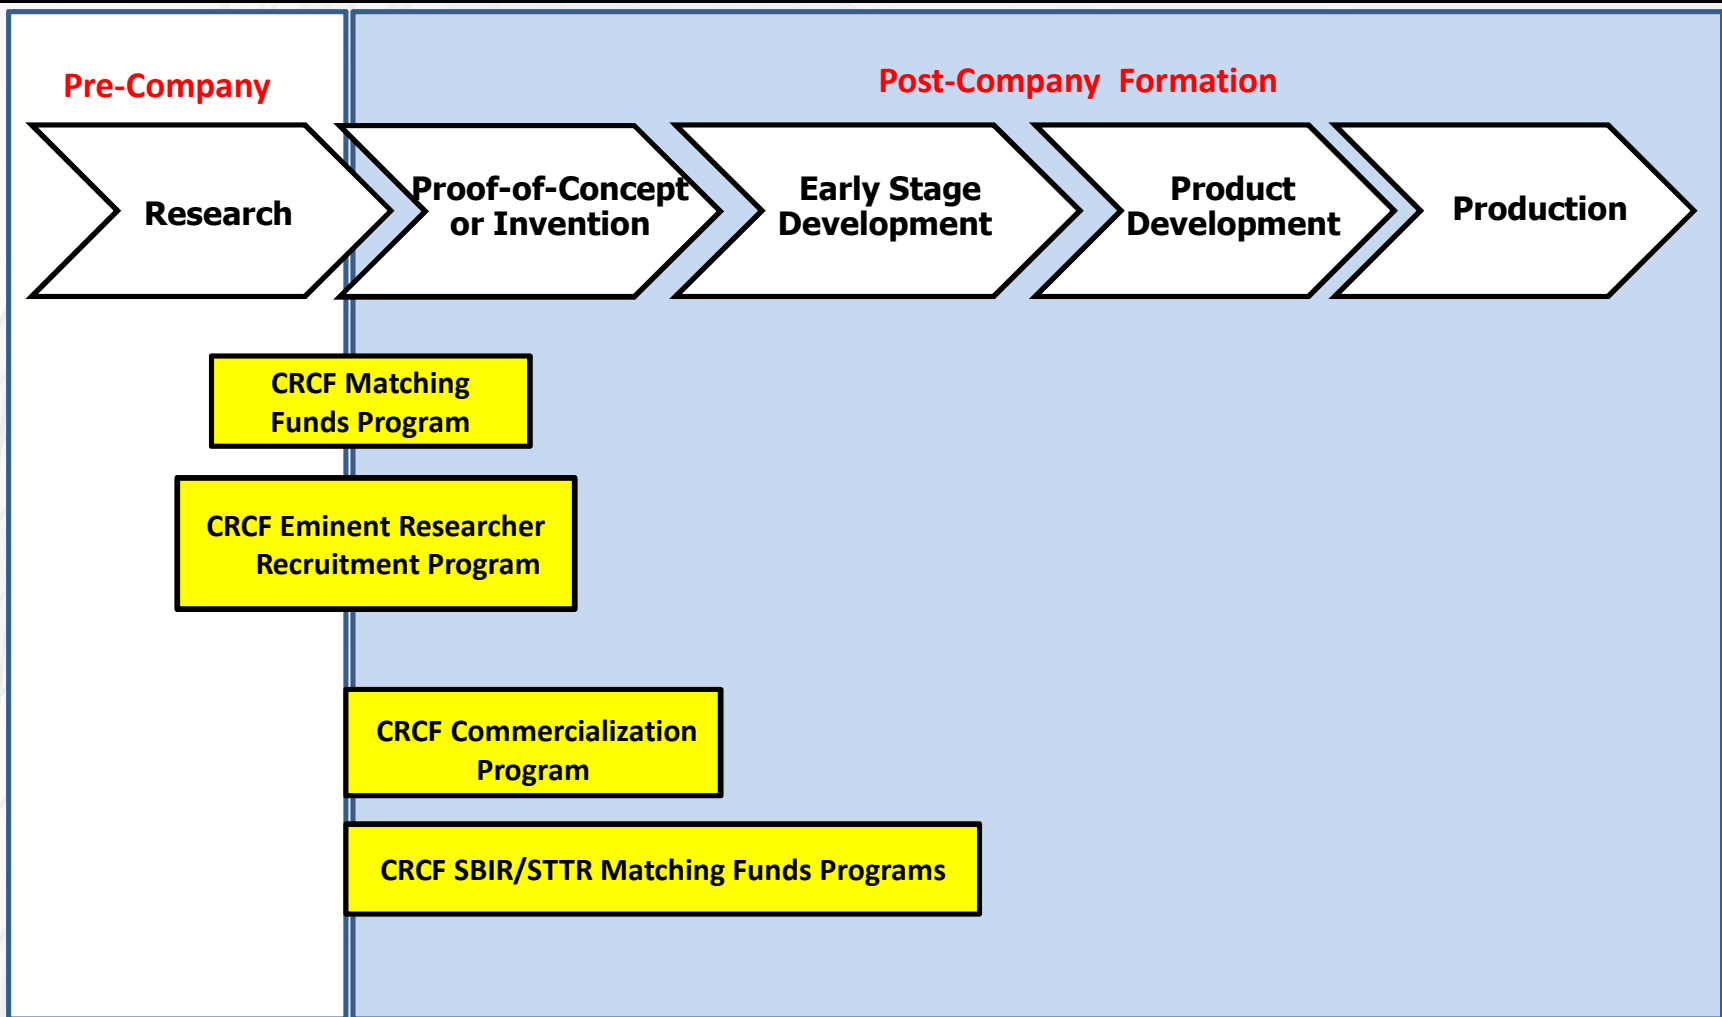 Pre-Company
Post-Company Formation
Research
Proof-of-Concept
or Invention
Early Stage
Development
Product
Development
Production
CRCF Matching
Funds Program
CRCF Eminent Researcher
Recruitment Program
CRCF Commercialization
Program
CRCF SBIR/STTR Matching Funds Programs